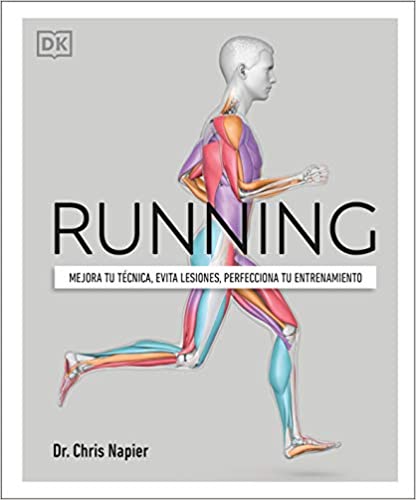 DK
RUNNING
MEJORA TU TÉCNICA, EVITA LESIONES, PERFECCIONA TU ENTRENAMIENTO
Dr. Chris Napier